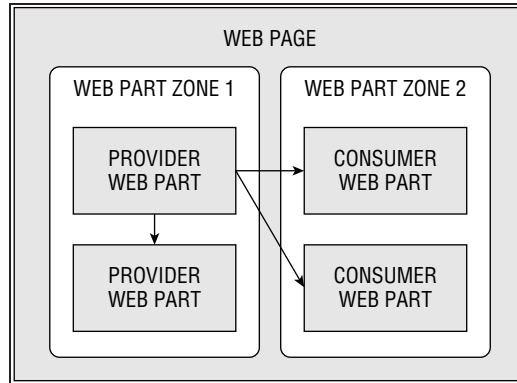 WEB PAGE
WEB PART ZONE 1
PROVIDER
WEB PART
PROVIDER
WEB PART
WEB PART ZONE 2
CONSUMER
WEB PART
CONSUMER
WEB PART